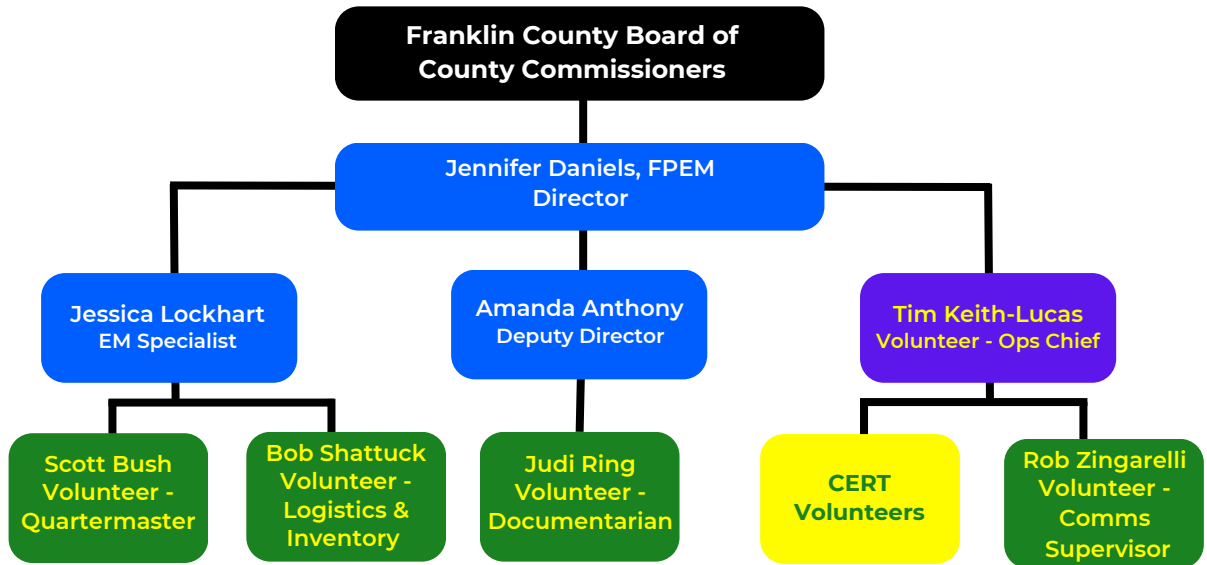 Franklin County Board of
County Commissioners
Jennifer Daniels, FPEM
Director
Jessica Lockhart
EM Specialist
Amanda Anthony
Deputy Director
Tim Keith-Lucas
Volunteer - Ops Chief
Scott Bush
Volunteer -
Quartermaster
Bob Shattuck
Volunteer -
Logistics &
Inventory
Judi Ring
Volunteer -
Documentarian
CERT
Volunteers
Rob Zingarelli
Volunteer -
Comms
Supervisor